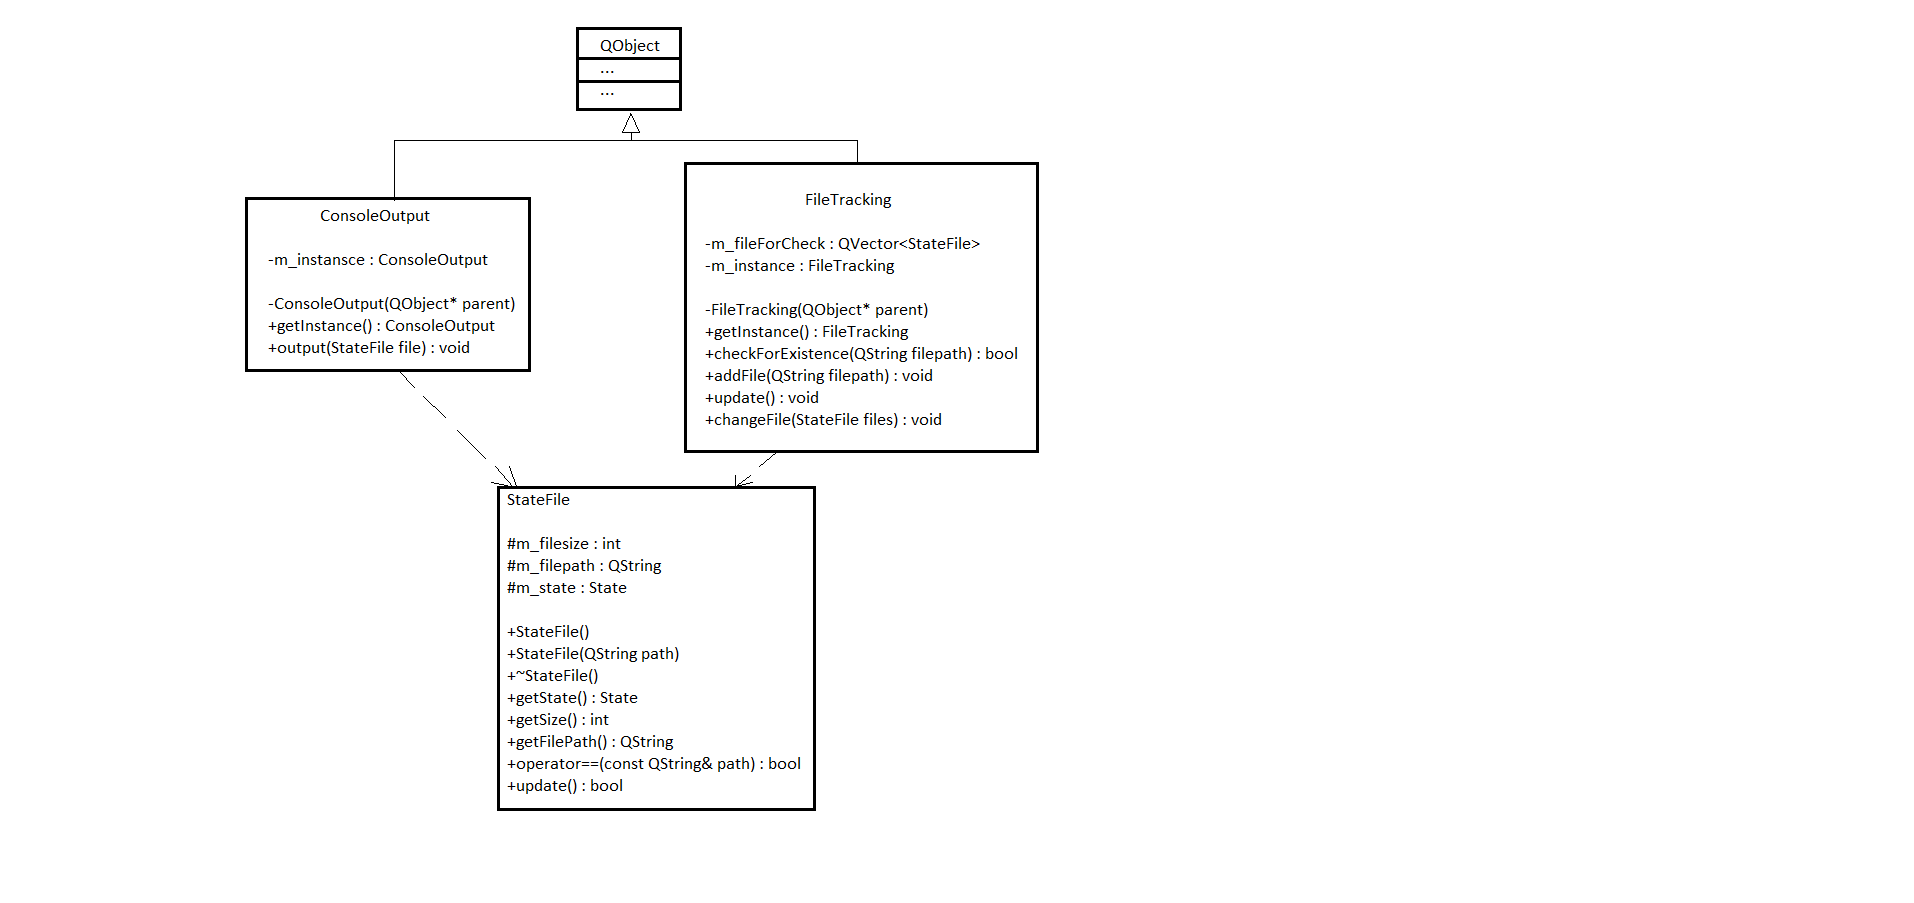 QObject
...
...
ConsoleOutput
-m_instansce : ConsoleOutput
-ConsoleOutput(QObject* parent)
+getInstance() : ConsoleOutput
+output(StateFile file) : void
FileTracking
-m_fileForCheck : QVector<StateFile>
-m_instance : FileTracking
-FileTracking(QObject* parent)
+getInstance() : FileTracking
+checkForExistence(QString filepath) : bool
+addFile(QString filepath) : void
+update() : void
+changeFile(StateFile files) : void
StateFile
#m_filesize : int
#m_filepath : QString
#m_state : State
+StateFile()
+StateFile(QString path)
+~StateFile()
+getState() : State
+getSize() : int
+getFilePath() : QString
+operator==(const QString& path) : bool
+update() : bool